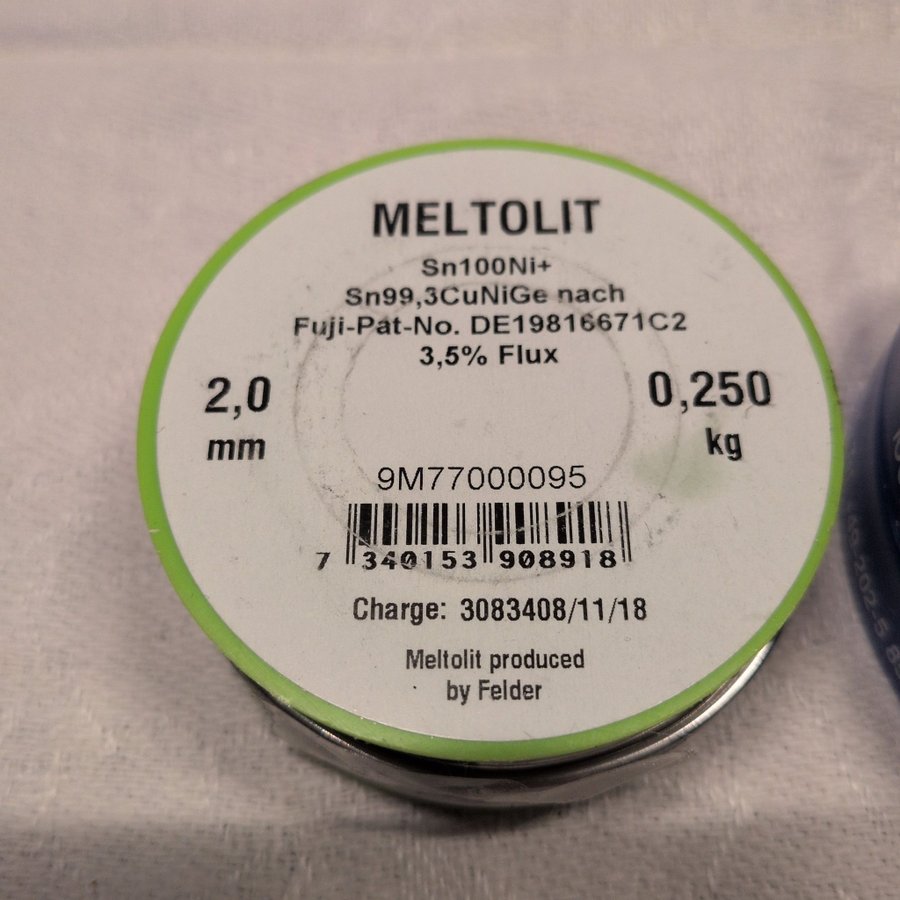 MELTOLIT
Sn100Ni+
Sn99,3CuNiGe nach
Fuji-Pat-No. DE19816671C2
3,5% Flux
2,0
mm
0,250
kg
9M77000095
7 340153 908918
Charge: 3083408/11/18
Meltolit produced
by Felder